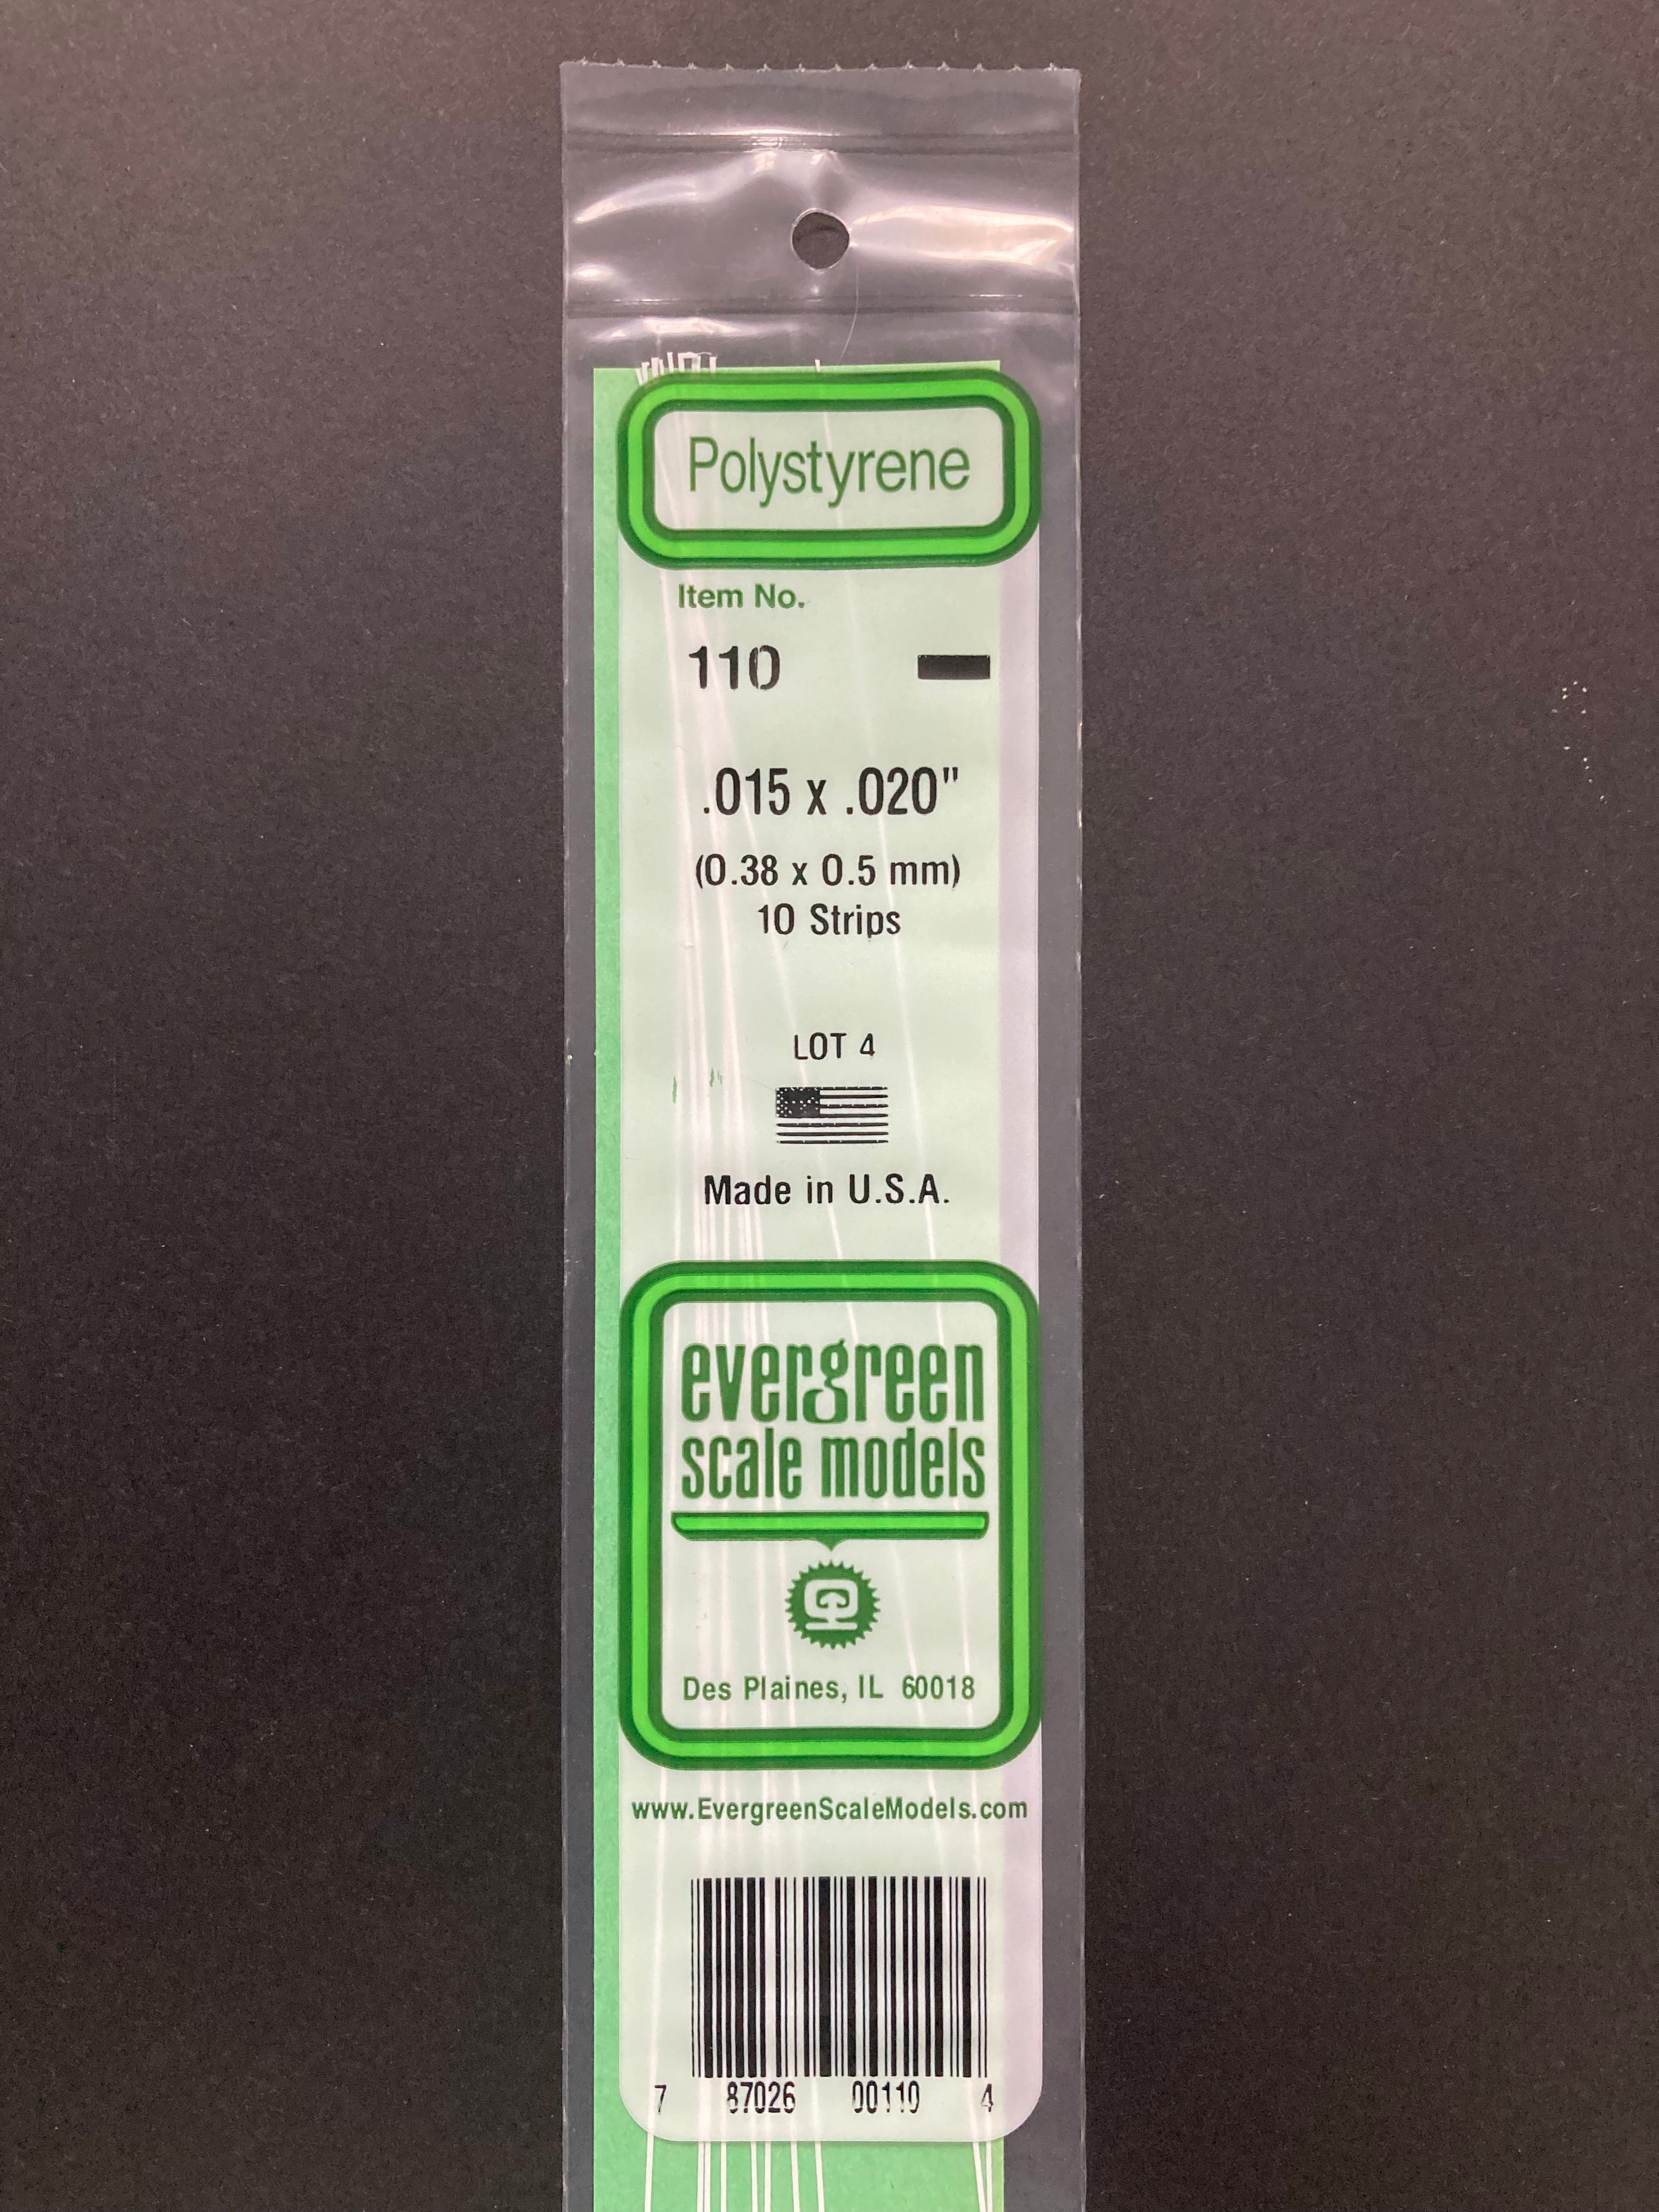 Polystyrene
Item No.
110
.015 x .020"
(0.38 x 0.5 mm)
10 Strips
LOT 4
Made in U.S.A.
evergreen
scale models
Des Plaines, IL 60018
www.EvergreenScaleModels.com
7 87026 00110 4